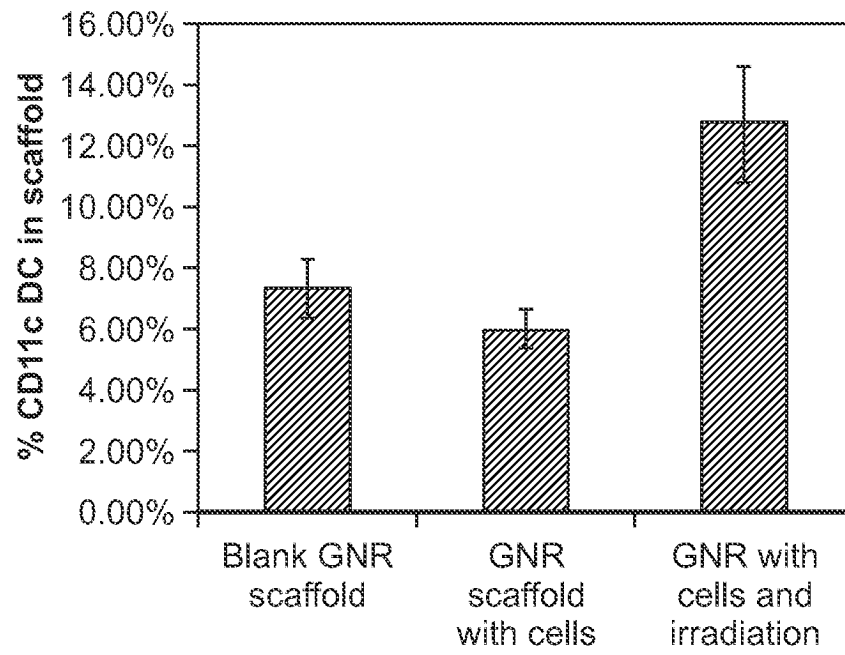 % CD11c DC in scaffold
16.00%
14.00%
12.00%
10.00%
8.00%
6.00%
4.00%
2.00%
0.00%
Blank GNR
scaffold
GNR
scaffold
with cells
GNR with
cells and
irradiation